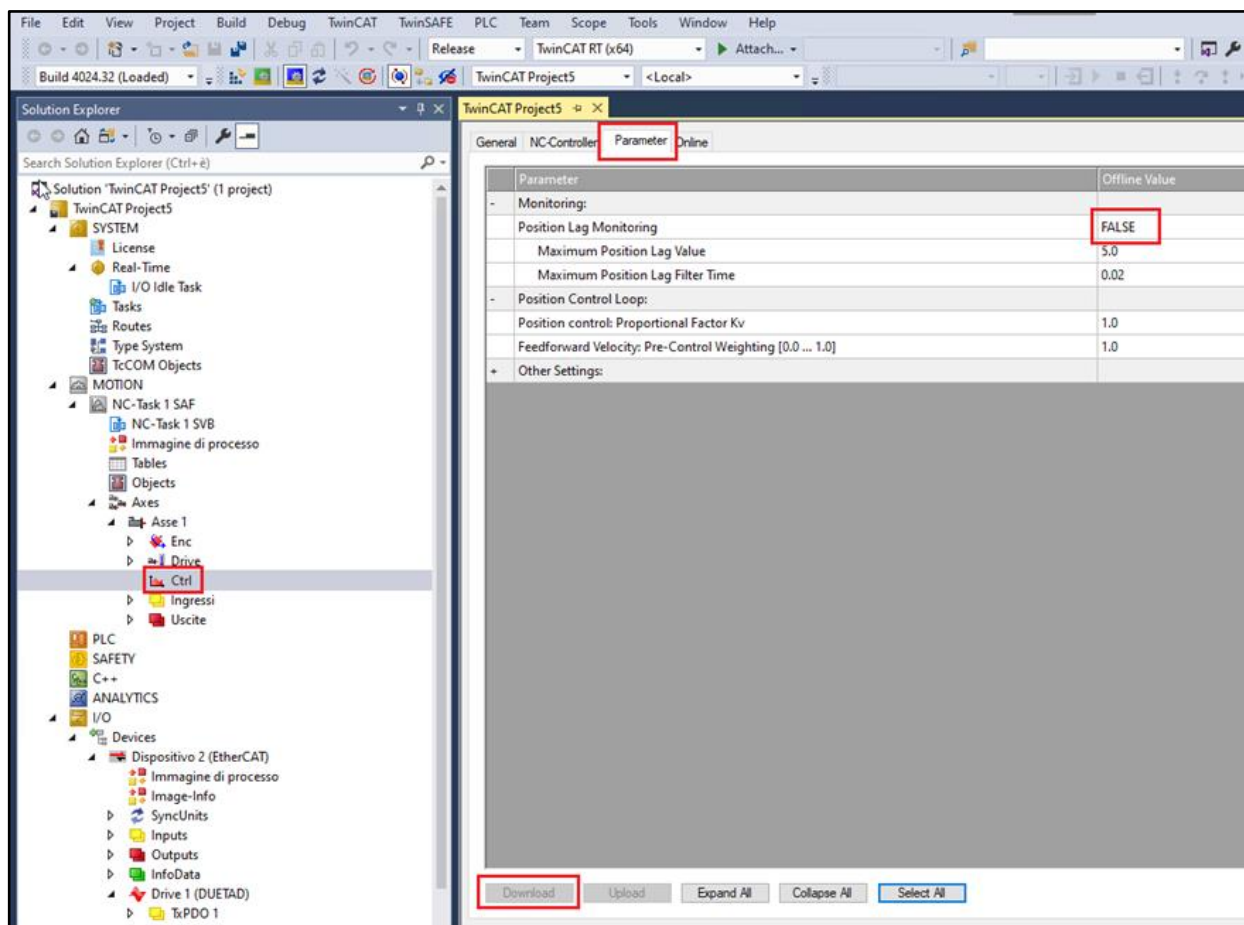 File Edit View Project Build Debug TwinCAT TwinSAFE PLC Team Scope Tools Window Help
Release TwinCAT RT (x64) Attach...
Build 4024.32 (Loaded) TwinCAT Project5 <Local>
Solution Explorer
Search Solution Explorer (Ctrl+è)
Solution 'TwinCAT Project5' (1 project)
TwinCAT Project5
SYSTEM
License
Real-Time
I/O Idle Task
Tasks
Routes
Type System
TcCOM Objects
MOTION
NC-Task 1 SAF
NC-Task 1 SVB
Immagine di processo
Tables
Objects
Axes
Asse 1
Enc
Drive
Ctrl
Ingressi
Uscite
PLC
SAFETY
C++
ANALYTICS
I/O
Devices
Dispositivo 2 (EtherCAT)
Immagine di processo
Image-Info
SyncUnits
Inputs
Outputs
InfoData
Drive 1 (DUETAD)
TxPDO 1
TwinCAT Project5
General NC-Controller Parameter Online
Parameter Offline Value
- Monitoring:
Position Lag Monitoring FALSE
Maximum Position Lag Value 5.0
Maximum Position Lag Filter Time 0.02
- Position Control Loop:
Position control: Proportional Factor Kv 1.0
Feedforward Velocity: Pre-Control Weighting [0.0 ... 1.0] 1.0
+ Other Settings:
Download Upload Expand All Collapse All Select All